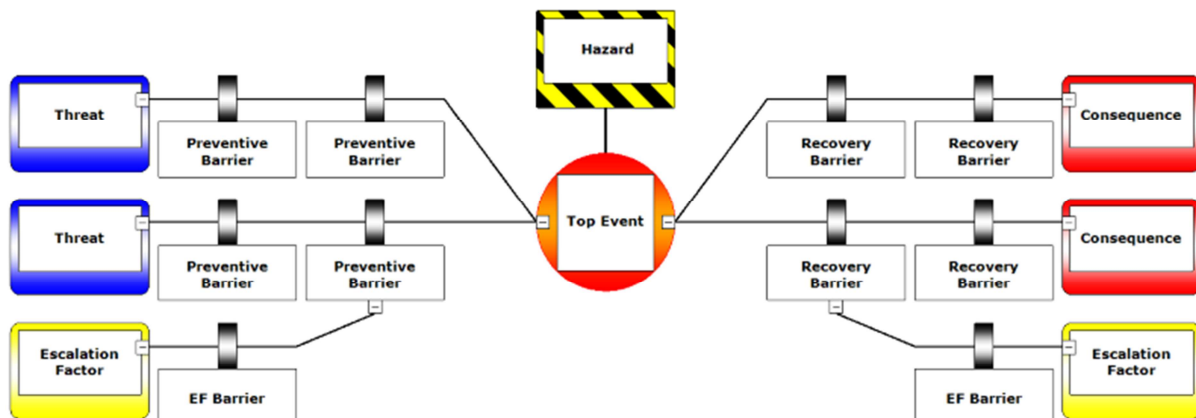 Hazard
Threat
Preventive
Barrier
Preventive
Barrier
Recovery
Barrier
Recovery
Barrier
Consequence
Top Event
Threat
Preventive
Barrier
Preventive
Barrier
Recovery
Barrier
Recovery
Barrier
Consequence
Escalation
Factor
EF Barrier
EF Barrier
Escalation
Factor